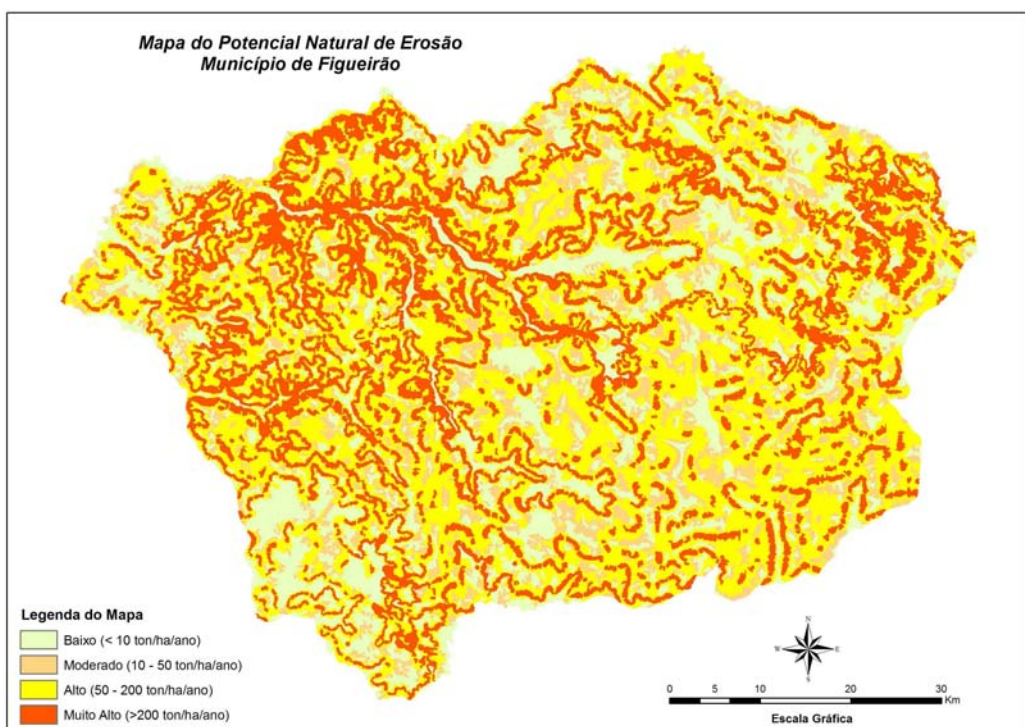 Mapa do Potencial Natural de Erosão
Município de Figueirão
Legenda do Mapa
Baixo (< 10 ton/ha/ano)
Moderado (10 - 50 ton/ha/ano)
Alto (50 - 200 ton/ha/ano)
Muito Alto (>200 ton/ha/ano)
N
W E
S
0 5 10 20 30
Km
Escala Gráfica